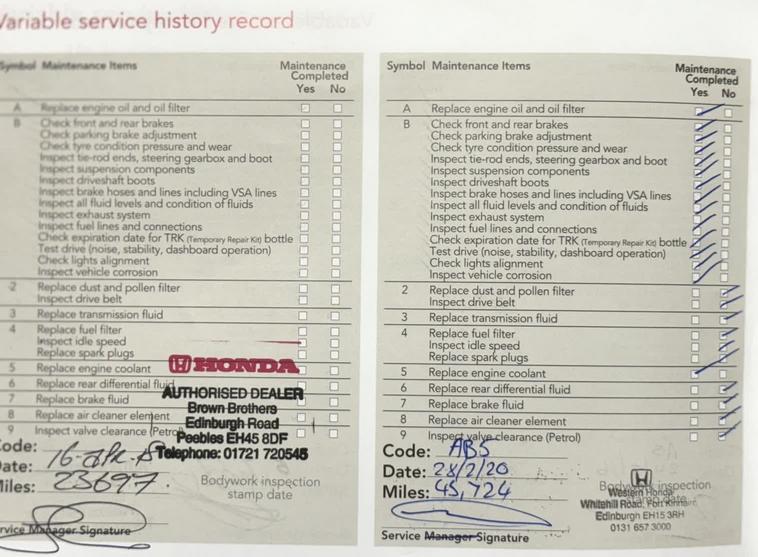 Variable service history record
Symbol Maintenance Items Maintenance Completed
Yes No
A Replace engine oil and oil filter
B Check front and rear brakes
Check parking brake adjustment
Check tyre condition pressure and wear
Inspect tie-rod ends, steering gearbox and boot
Inspect suspension components
Inspect driveshaft boots
Inspect brake hoses and lines including VSA lines
Inspect all fluid levels and condition of fluids
Inspect exhaust system
Inspect fuel lines and connections
Check expiration date for TRK (Temporary Repair Kit) bottle
Test drive (noise, stability, dashboard operation)
Check lights alignment
Inspect vehicle corrosion
2 Replace dust and pollen filter
Inspect drive belt
3 Replace transmission fluid
4 Replace fuel filter
Inspect idle speed
Replace spark plugs
5 Replace engine coolant
6 Replace rear differential fluid
7 Replace brake fluid
8 Replace air cleaner element
9 Inspect valve clearance (Petrol)
HONDA
AUTHORISED DEALER
Brown Brothers
Edinburgh Road
Peebles EH45 8DF
Telephone: 01721 720545
Code:
Date:
Miles: 23697
Bodywork inspection
stamp date
Service Manager Signature
Symbol Maintenance Items Maintenance Completed
Yes No
A Replace engine oil and oil filter
B Check front and rear brakes
Check parking brake adjustment
Check tyre condition pressure and wear
Inspect tie-rod ends, steering gearbox and boot
Inspect suspension components
Inspect driveshaft boots
Inspect brake hoses and lines including VSA lines
Inspect all fluid levels and condition of fluids
Inspect exhaust system
Inspect fuel lines and connections
Check expiration date for TRK (Temporary Repair Kit) bottle
Test drive (noise, stability, dashboard operation)
Check lights alignment
Inspect vehicle corrosion
2 Replace dust and pollen filter
Inspect drive belt
3 Replace transmission fluid
4 Replace fuel filter
Inspect idle speed
Replace spark plugs
5 Replace engine coolant
6 Replace rear differential fluid
7 Replace brake fluid
8 Replace air cleaner element
9 Inspect valve clearance (Petrol)
Code: AB5
Date: 28/2/20
Miles: 45,724
Bodywork inspection
stamp date
Western Honda
Whitehill Road, Fort Kinnaird
Edinburgh EH15 3RH
0131 657 3000
Service Manager Signature